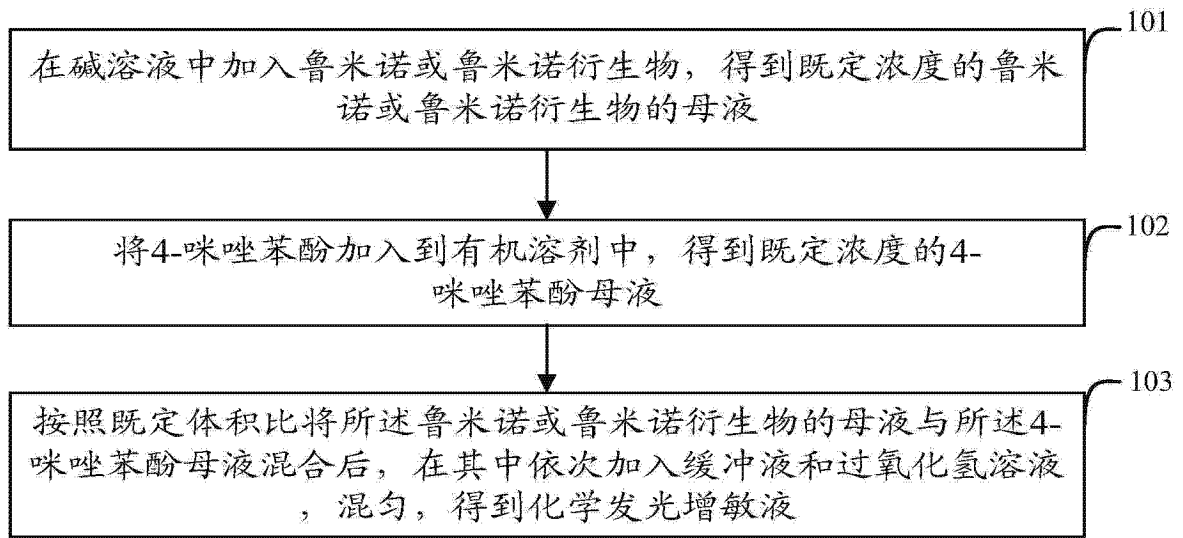 101
在碱溶液中加入鲁米诺或鲁米诺衍生物，得到既定浓度的鲁米
诺或鲁米诺衍生物的母液
102
将4-咪唑苯酚加入到有机溶剂中，得到既定浓度的4-
咪唑苯酚母液
103
按照既定体积比将所述鲁米诺或鲁米诺衍生物的母液与所述4-
咪唑苯酚母液混合后，在其中依次加入缓冲液和过氧化氢溶液
，混匀，得到化学发光增敏液